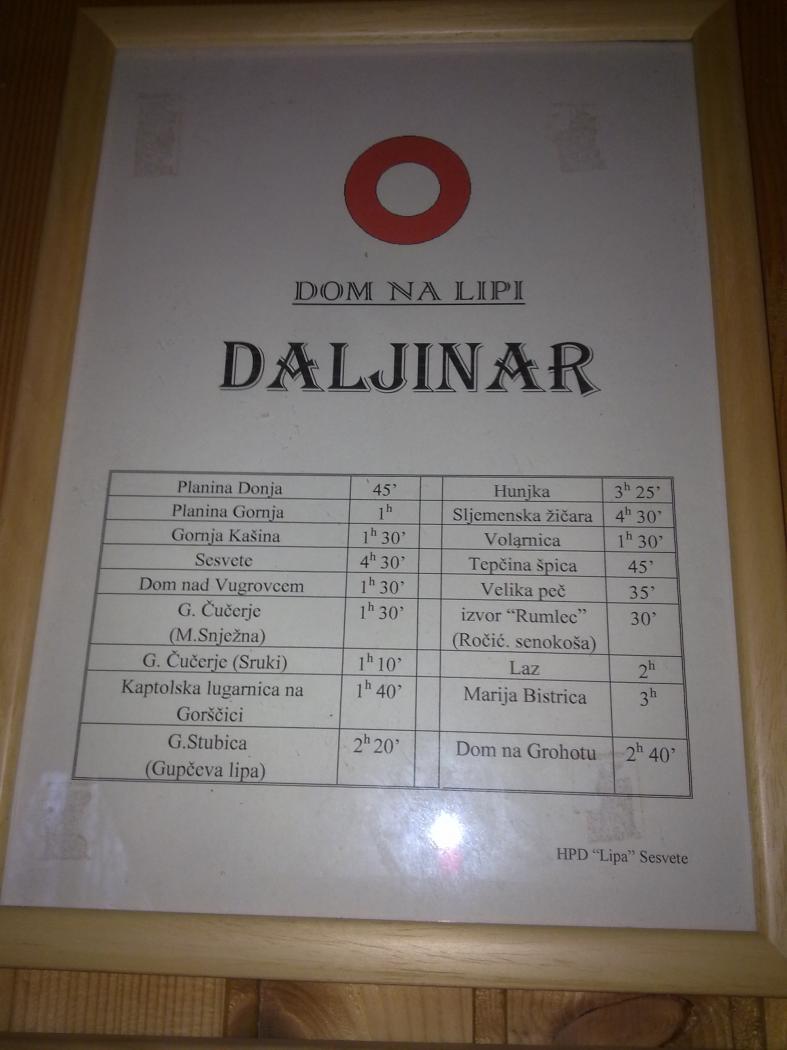 DOM NA LIPI
DALJINAR
Planina Donja 45’ Hunjka 3h 25’
Planina Gornja 1h Sljemenska žičara 4h 30’
Gornja Kašina 1h 30’ Volarnica 1h 30’
Sesvete 4h 30’ Tepčina špica 45’
Dom nad Vugrovcem 1h 30’ Velika peč 35’
G. Čučerje 1h 30’ izvor “Rumlec” 30’
(M.Snježna) (Ročić. senokoša)
G. Čučerje (Sruki) 1h 10’ Laz 2h
Kaptolska lugarnica na 1h 40’ Marija Bistrica 3h
Gorščici
G.Stubica 2h 20’ Dom na Grohotu 2h 40’
(Gupčeva lipa)
HPD “Lipa” Sesvete